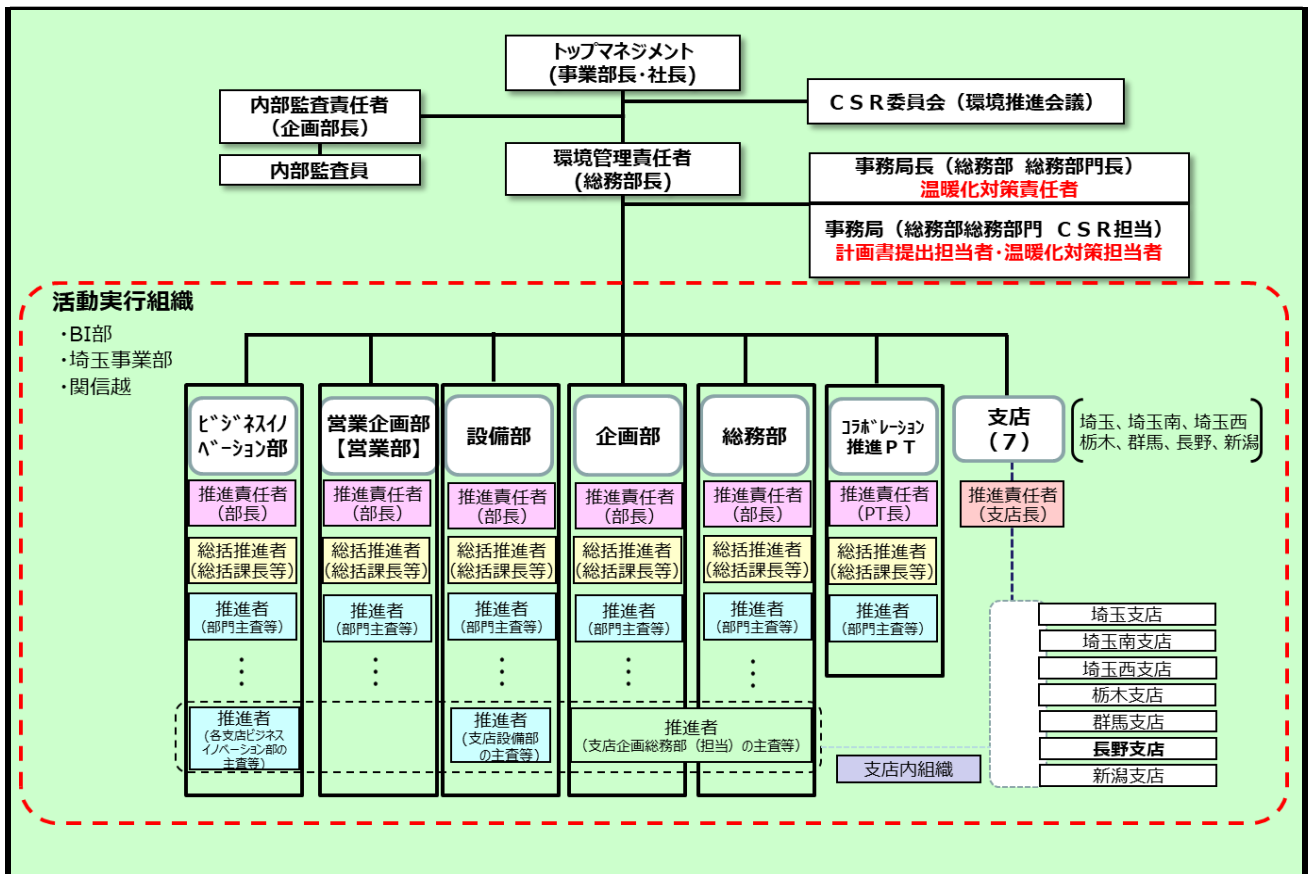 トップマネジメント
(事業部長・社長)
内部監査責任者
（企画部長）
内部監査員
ＣＳＲ委員会（環境推進会議）
環境管理責任者
(総務部長)
事務局長（総務部 総務部門長）
温暖化対策責任者
事務局（総務部総務部門 ＣＳＲ担当）
計画書提出担当者・温暖化対策担当者
活動実行組織
・BI部
・埼玉事業部
・関信越
ﾋﾞｼﾞﾈｽｲﾉ
ﾍﾞｰｼｮﾝ部
推進責任者
（部長）
総括推進者
(総括課長等)
推進者
（部門主査等）
⋮
推進者
(各支店ビジネス
イノベーション部の
主査等）
営業企画部
【営業部】
推進責任者
（部長）
総括推進者
(総括課長等)
推進者
（部門主査等）
⋮
設備部
推進責任者
（部長）
総括推進者
(総括課長等)
推進者
（部門主査等）
⋮
推進者
（支店設備部
の主査等）
企画部
推進責任者
（部長）
総括推進者
(総括課長等)
推進者
（部門主査等）
⋮
総務部
推進責任者
（部長）
総括推進者
(総括課長等)
推進者
（部門主査等）
⋮
推進者
（支店企画総務部（担当）の主査等）
ｺﾗﾎﾞﾚｰｼｮﾝ
推進ＰＴ
推進責任者
（PT長）
総括推進者
(総括課長等)
推進者
（部門主査等）
⋮
支店
（７）
埼玉、埼玉南、埼玉西
栃木、群馬、長野、新潟
推進責任者
（支店長）
支店内組織
埼玉支店
埼玉南支店
埼玉西支店
栃木支店
群馬支店
長野支店
新潟支店